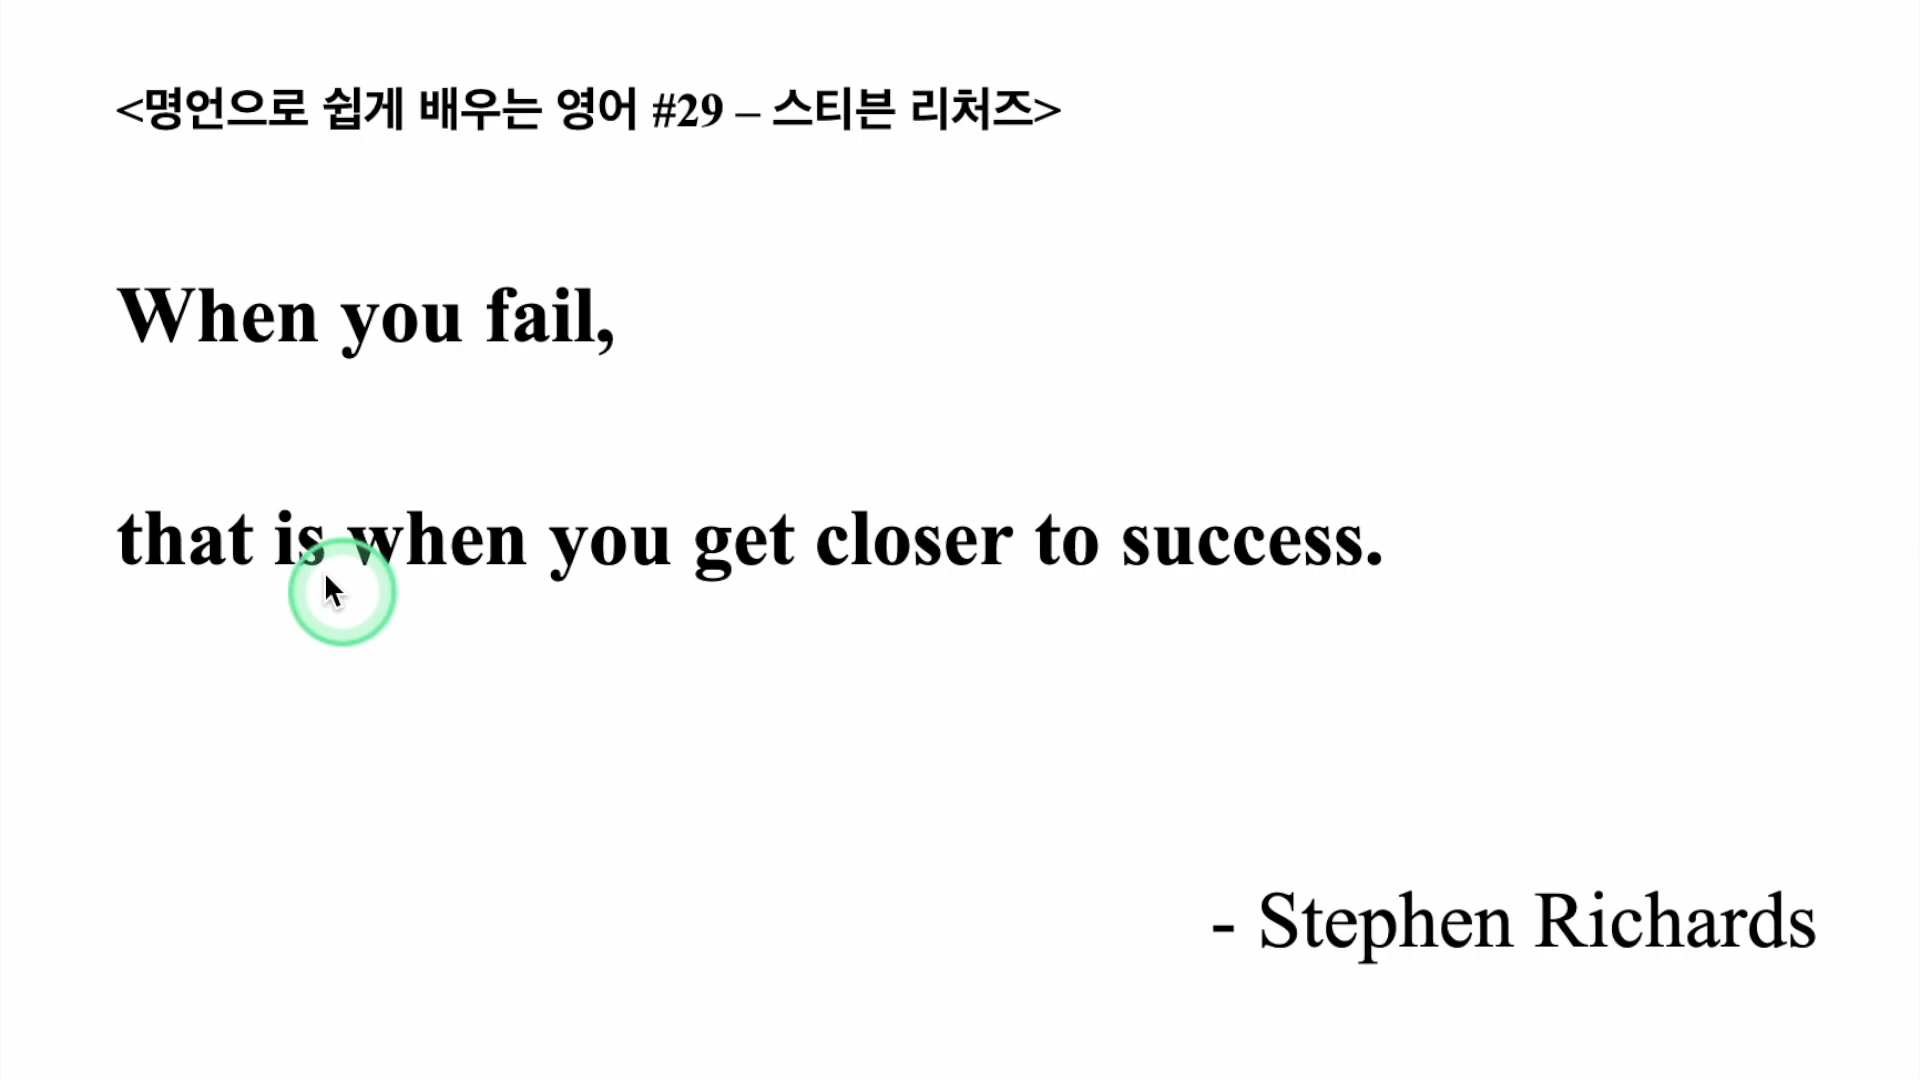 <명언으로 쉽게 배우는 영어 #29 – 스티븐 리처즈>
When you fail,
that is when you get closer to success.
- Stephen Richards